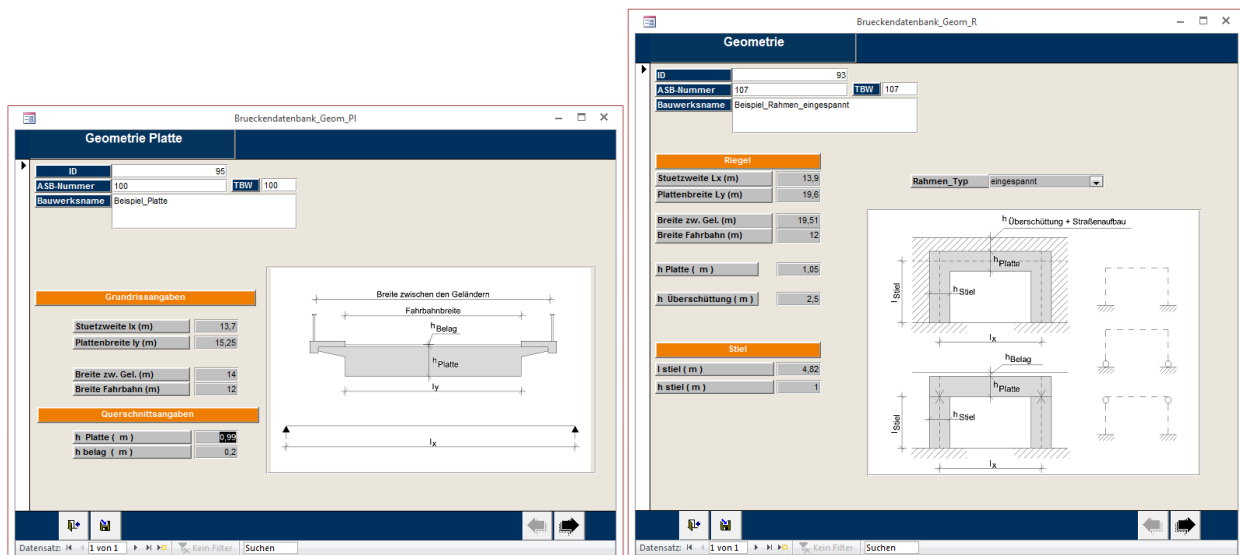 Brueckendatenbank_Geom_Pl
Geometrie Platte
ID 95
ASB-Nummer 100 TBW 100
Bauwerksname Beispiel_Platte
Grundrissangaben
Stuetzweite lx (m) 13,7
Plattenbreite ly (m) 15,25
Breite zw. Gel. (m) 14
Breite Fahrbahn (m) 12
Querschnittsangaben
h Platte ( m ) 0,99
h belag ( m ) 0,2
Breite zwischen den Geländern
Fahrbahnbreite
hBelag
hPlatte
ly
lx
Datensatz: 1 von 1 Kein Filter Suchen
Brueckendatenbank_Geom_R
Geometrie
ID 93
ASB-Nummer 107 TBW 107
Bauwerksname Beispiel_Rahmen_eingespannt
Riegel
Stuetzweite Lx (m) 13,9
Plattenbreite Ly (m) 19,6
Rahmen_Typ eingespannt
Breite zw. Gel. (m) 19,51
Breite Fahrbahn (m) 12
h Platte ( m ) 1,05
h Überschüttung ( m ) 2,5
Stiel
l stiel ( m ) 4,82
h stiel ( m ) 1
hÜberschüttung + Straßenaufbau
hPlatte
lStiel
hStiel
lx
hBelag
hPlatte
lStiel
hStiel
lx
Datensatz: 1 von 1 Kein Filter Suchen